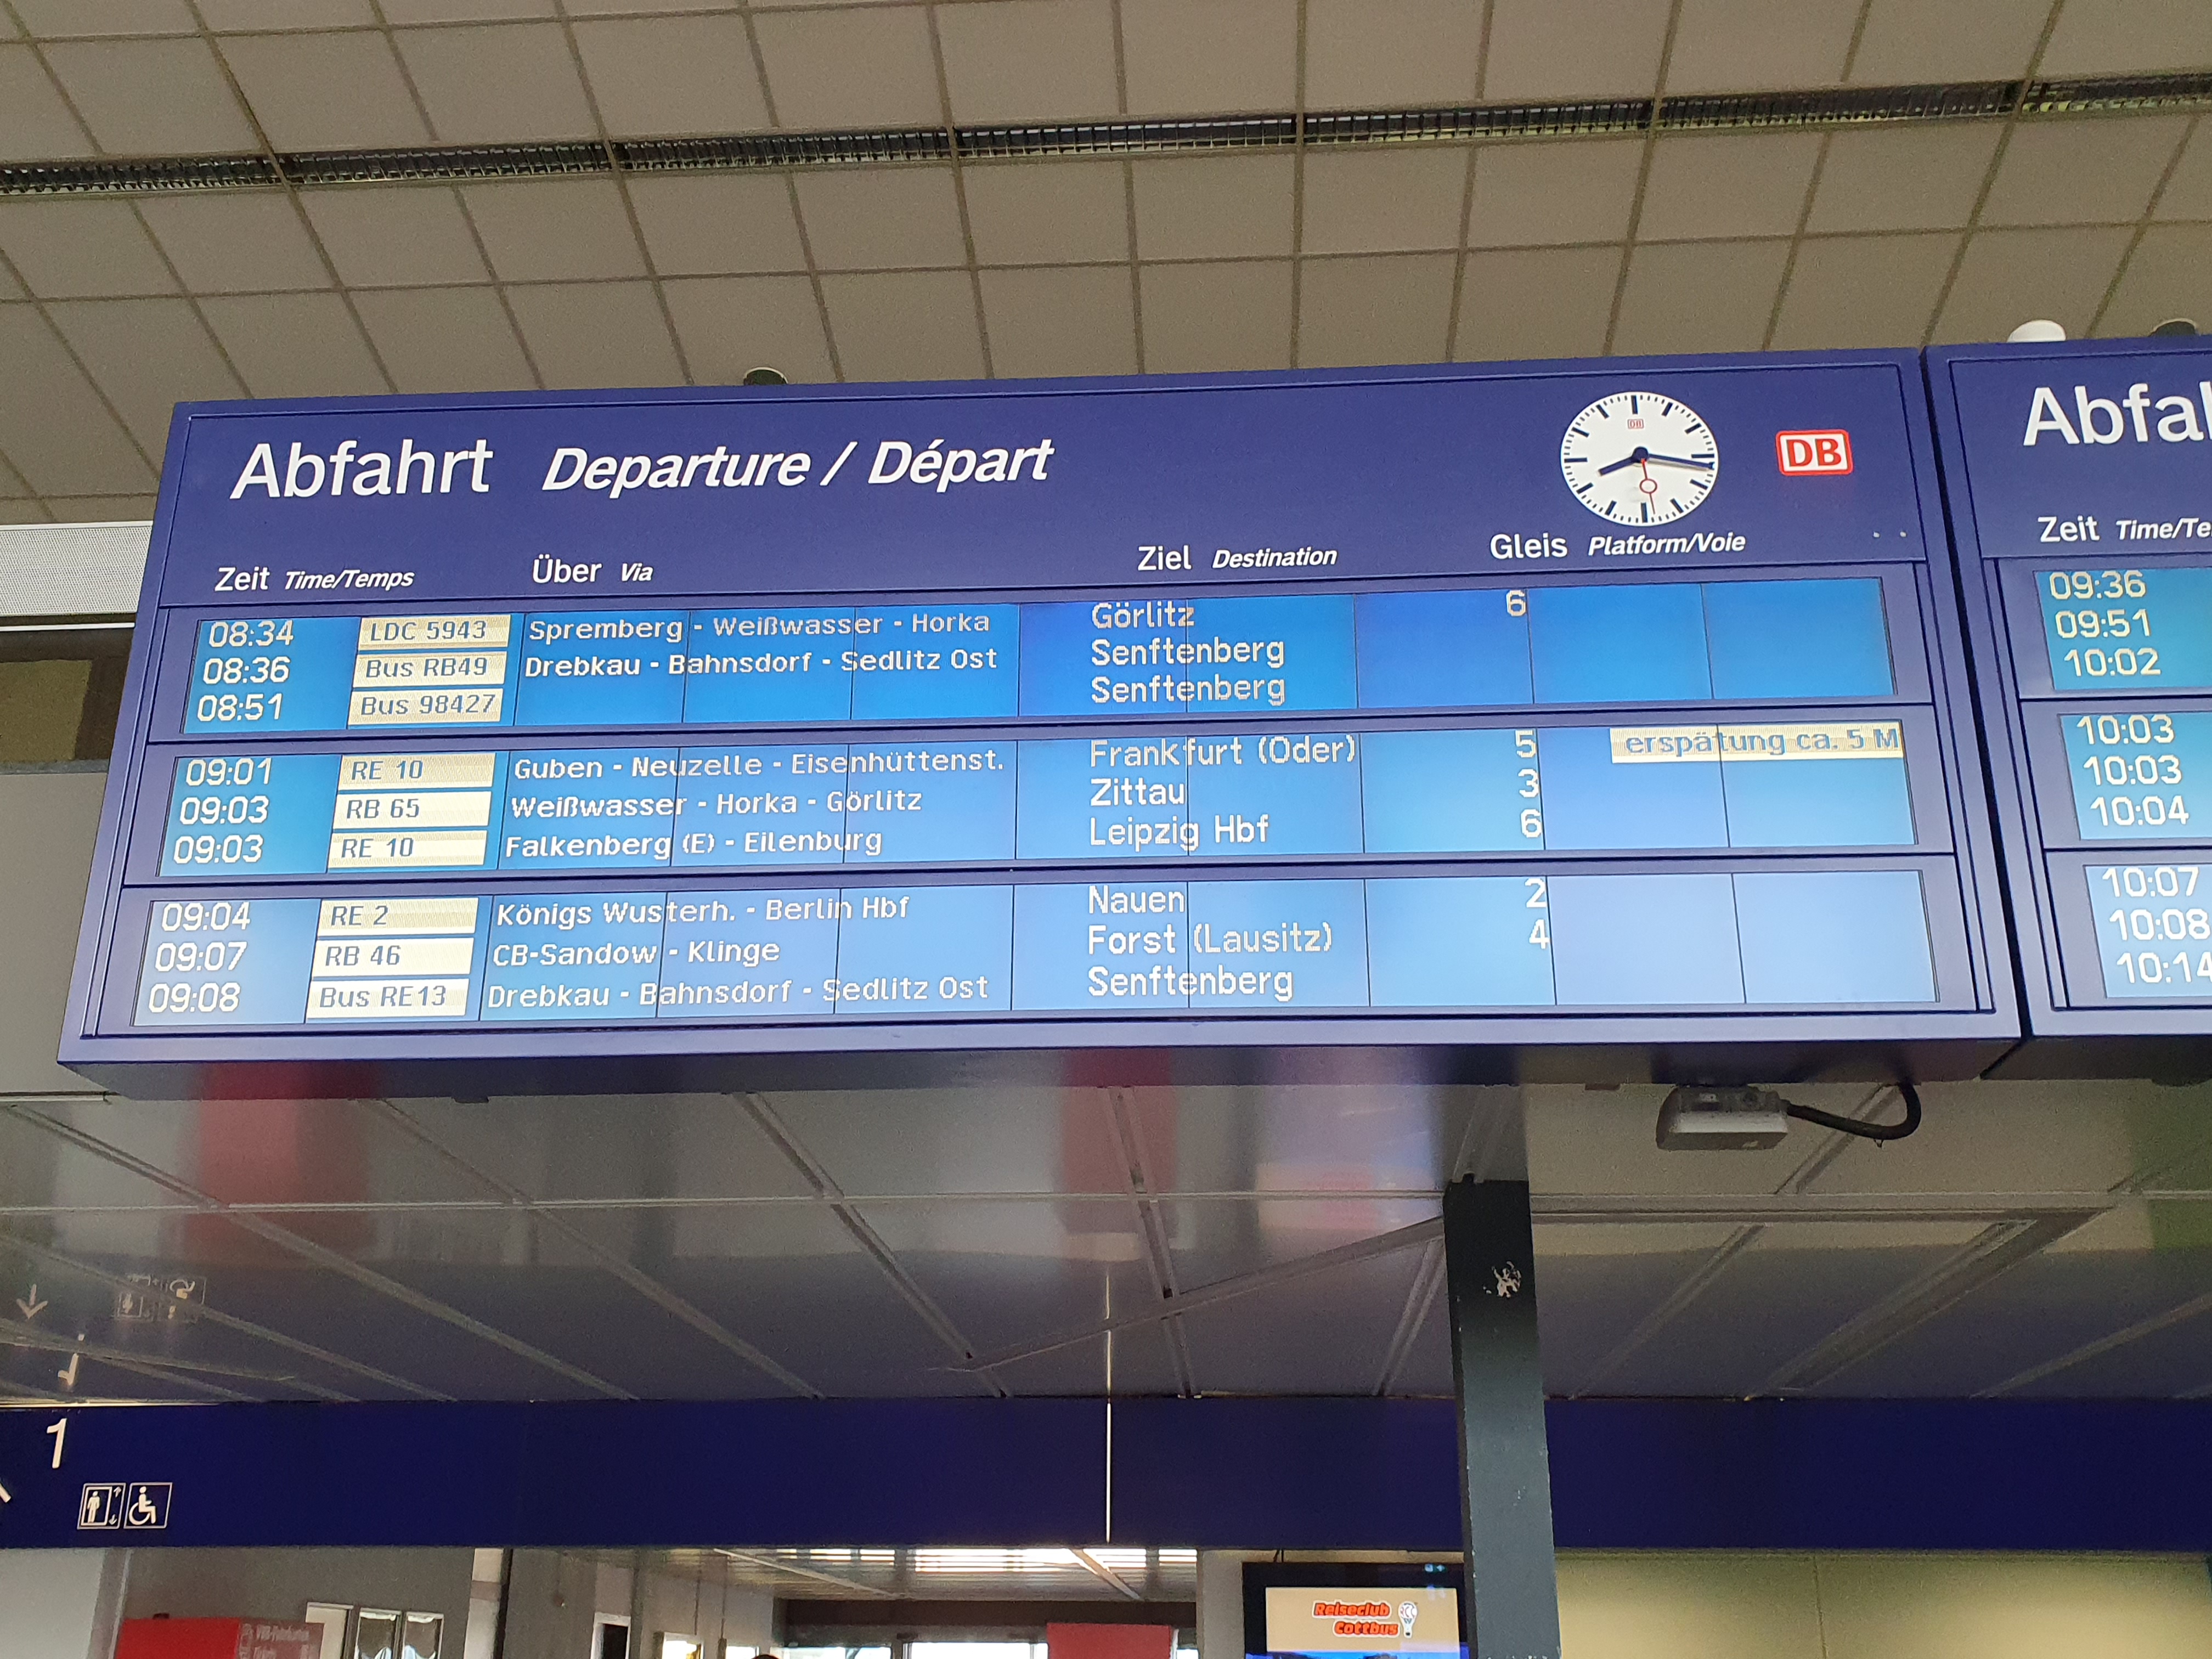 Abfahrt Departure / Départ
DB
DB
Zeit Time/Temps Über Via Ziel Destination Gleis Platform/Voie
08:34 LDC 5943 Spremberg - Weißwasser - Horka Görlitz 6
08:36 Bus RB49 Drebkau - Bahnsdorf - Sedlitz Ost Senftenberg
08:51 Bus 98427 Senftenberg
09:01 RE 10 Guben - Neuzelle - Eisenhüttenst. Frankfurt (Oder) 5 erspätung ca. 5 M
09:03 RB 65 Weißwasser - Horka - Görlitz Zittau 3
09:03 RE 10 Falkenberg (E) - Eilenburg Leipzig Hbf 6
09:04 RE 2 Königs Wusterh. - Berlin Hbf Nauen 2
09:07 RB 46 CB-Sandow - Klinge Forst (Lausitz) 4
09:08 Bus RE13 Drebkau - Bahnsdorf - Sedlitz Ost Senftenberg
Abfa
Zeit Time/Te
09:36
09:51
10:02
10:03
10:03
10:04
10:07
10:08
10:14
1
Reiseclub
Cottbus